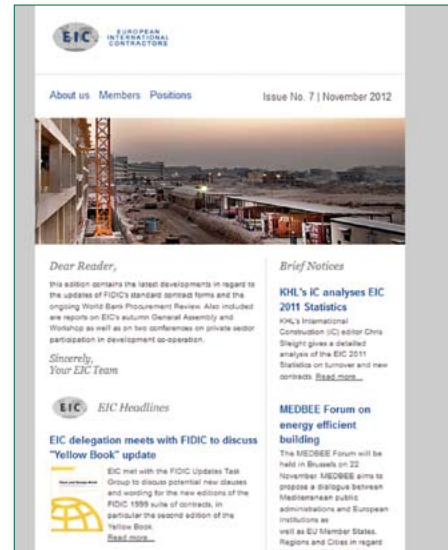 EIC
EUROPEAN
INTERNATIONAL
CONTRACTORS
About us Members Positions
Issue No. 7 | November 2012
Dear Reader,
this edition contains the latest developments in regard to
the updates of FIDIC's standard contract forms and the
ongoing World Bank Procurement Review. Also included
are reports on EIC's autumn General Assembly and
Workshop as well as on two conferences on private sector
participation in development co-operation.
Sincerely,
Your EIC Team
EIC
EIC Headlines
EIC delegation meets with FIDIC to discuss
"Yellow Book" update
EIC met with the FIDIC Updates Task
Group to discuss potential new clauses
and wording for the new editions of the
FIDIC 1999 suite of contracts, in
particular the second edition of the
Yellow Book.
Read more...
Brief Notices
KHL's iC analyses EIC
2011 Statistics
KHL's International
Construction (iC) editor Chris
Sleight gives a detailed
analysis of the EIC 2011
Statistics on turnover and new
contracts. Read more...
MEDBEE Forum on
energy efficient
building
The MEDBEE Forum will be
held in Brussels on 22
November. MEDBEE aims to
propose a dialogue between
Mediterranean public
administrations and European
Institutions as
well as EU Member States,
Regions and Cities in regard